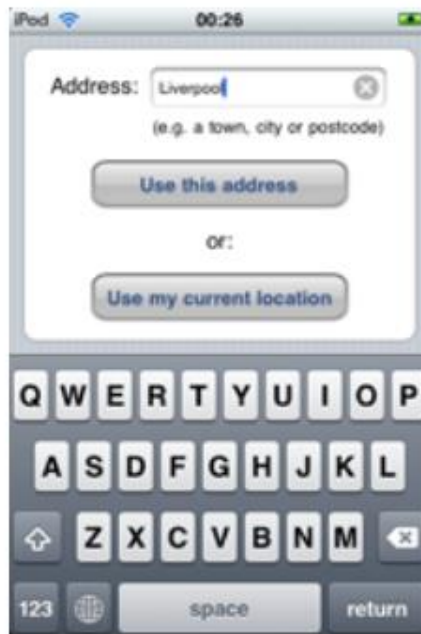 iPod 00:26
Address: Liverpool
(e.g. a town, city or postcode)
Use this address
or:
Use my current location
Q W E R T Y U I O P
A S D F G H J K L
Z X C V B N M
123 space return